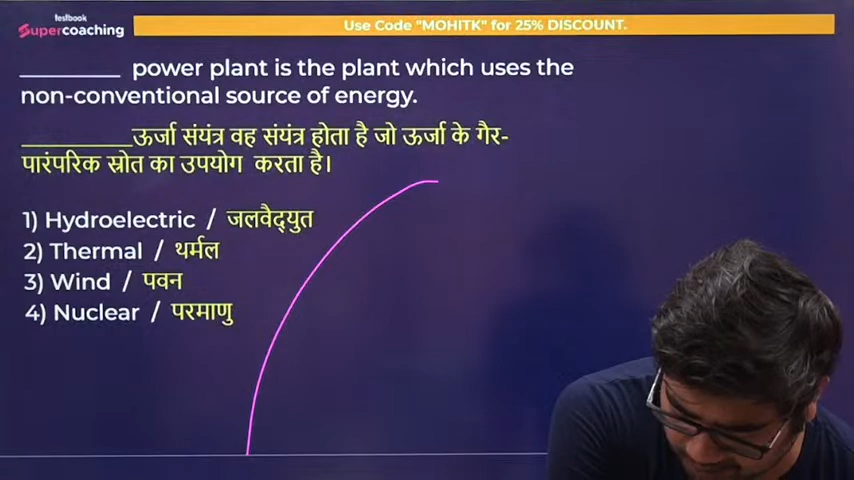 testbook
Supercoaching
Use Code "MOHITK" for 25% DISCOUNT.
_________ power plant is the plant which uses the
non-conventional source of energy.
_________ऊर्जा संयंत्र वह संयंत्र होता है जो ऊर्जा के गैर-
पारंपरिक स्रोत का उपयोग करता है।
1) Hydroelectric / जलवैद्युत
2) Thermal / थर्मल
3) Wind / पवन
4) Nuclear / परमाणु